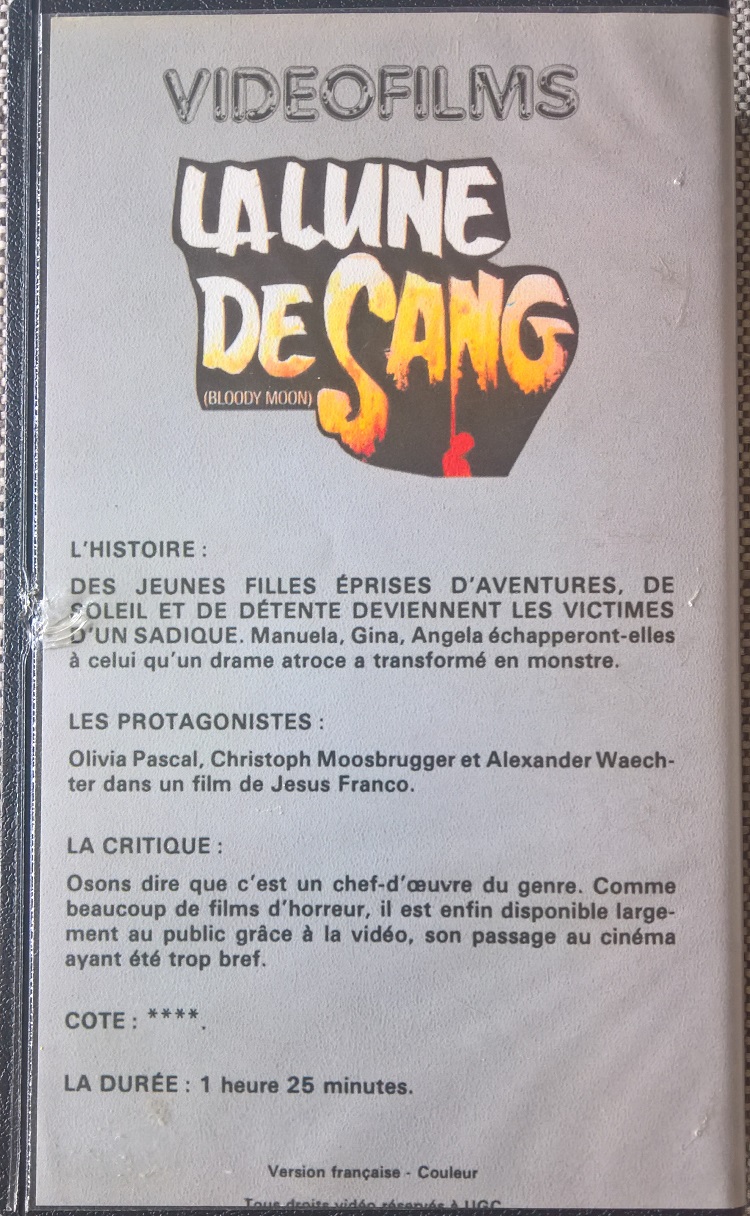 VIDEOFILMS
LA LUNE
DE SANG
(BLOODY MOON)
L'HISTOIRE :
DES JEUNES FILLES ÉPRISES D'AVENTURES, DE
SOLEIL ET DE DÉTENTE DEVIENNENT LES VICTIMES
D'UN SADIQUE. Manuela, Gina, Angela échapperont-elles
à celui qu'un drame atroce a transformé en monstre.
LES PROTAGONISTES :
Olivia Pascal, Christoph Moosbrugger et Alexander Waech-
ter dans un film de Jesus Franco.
LA CRITIQUE :
Osons dire que c'est un chef-d'œuvre du genre. Comme
beaucoup de films d'horreur, il est enfin disponible large-
ment au public grâce à la vidéo, son passage au cinéma
ayant été trop bref.
COTE : ****.
LA DURÉE : 1 heure 25 minutes.
Version française - Couleur
Tous droits vidéo réservés à UGC